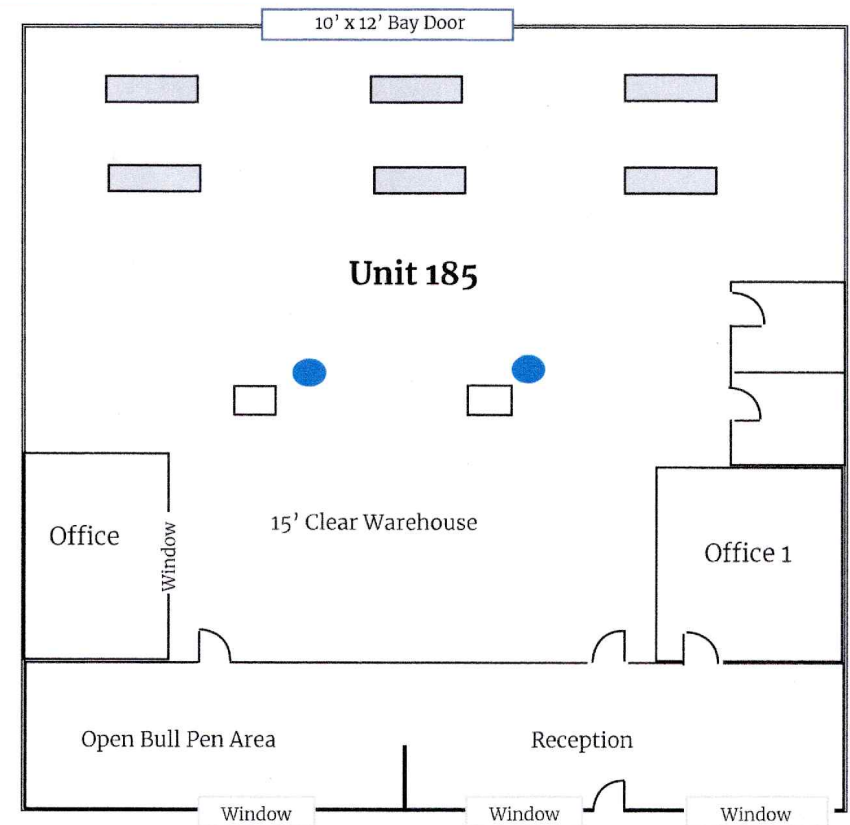 10’ x 12’ Bay Door
Unit 185
15’ Clear Warehouse
Office
Window
Office 1
Open Bull Pen Area
Reception
Window
Window
Window